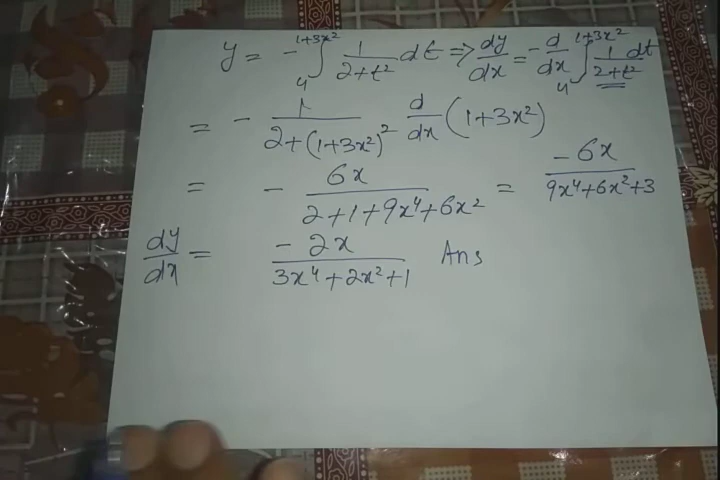 y = - ∫₄^(1+3x²) 1/(2+t²) dt ⇒ dy/dx = -d/dx ∫₄^(1+3x²) 1/(2+t²) dt
= - 1/(2+(1+3x²)²) d/dx (1+3x²)
= - 6x/(2+1+9x⁴+6x²) = -6x/(9x⁴+6x²+3)
dy/dx = -2x/(3x⁴+2x²+1) Ans